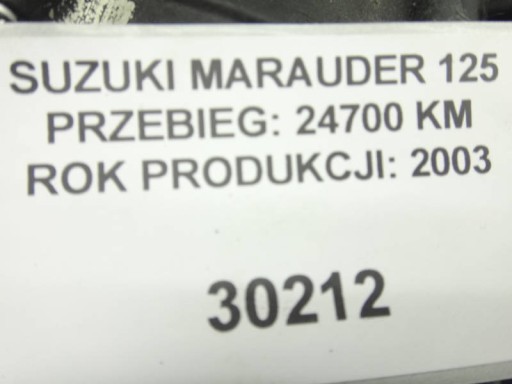 SUZUKI MARAUDER 125
PRZEBIEG: 24700 KM
ROK PRODUKCJI: 2003
30212